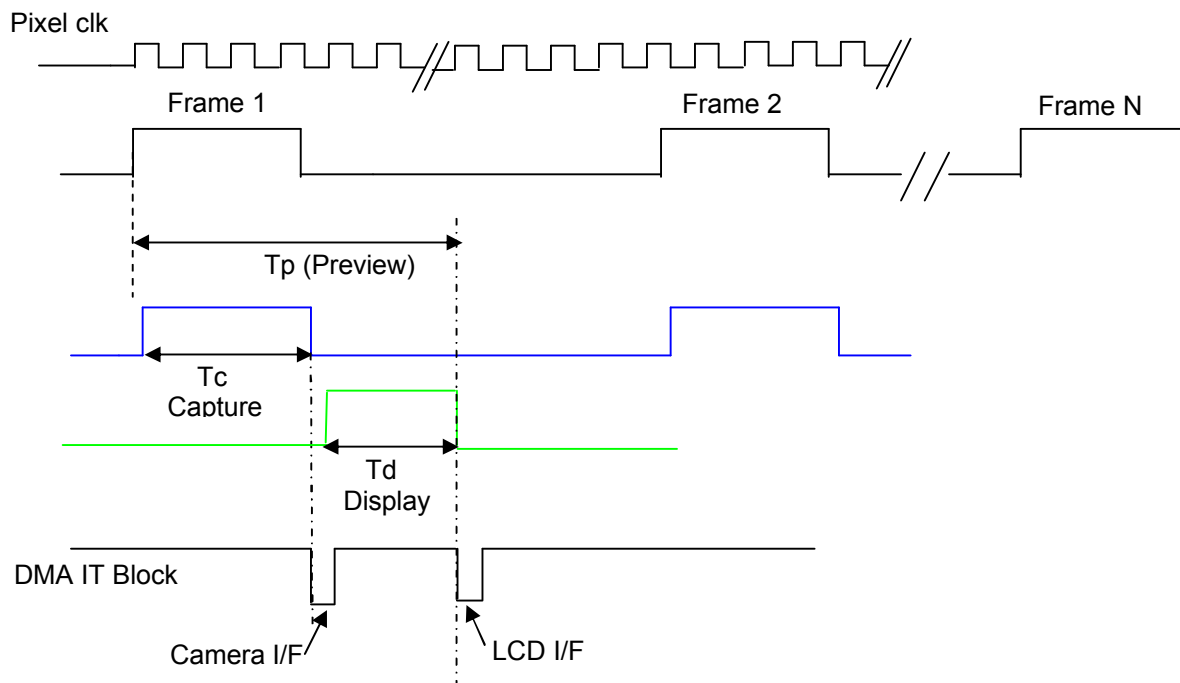 Pixel clk
Frame 1
Frame 2
Frame N
Tp (Preview)
Tc
Capture
Td
Display
DMA IT Block
Camera I/F
LCD I/F